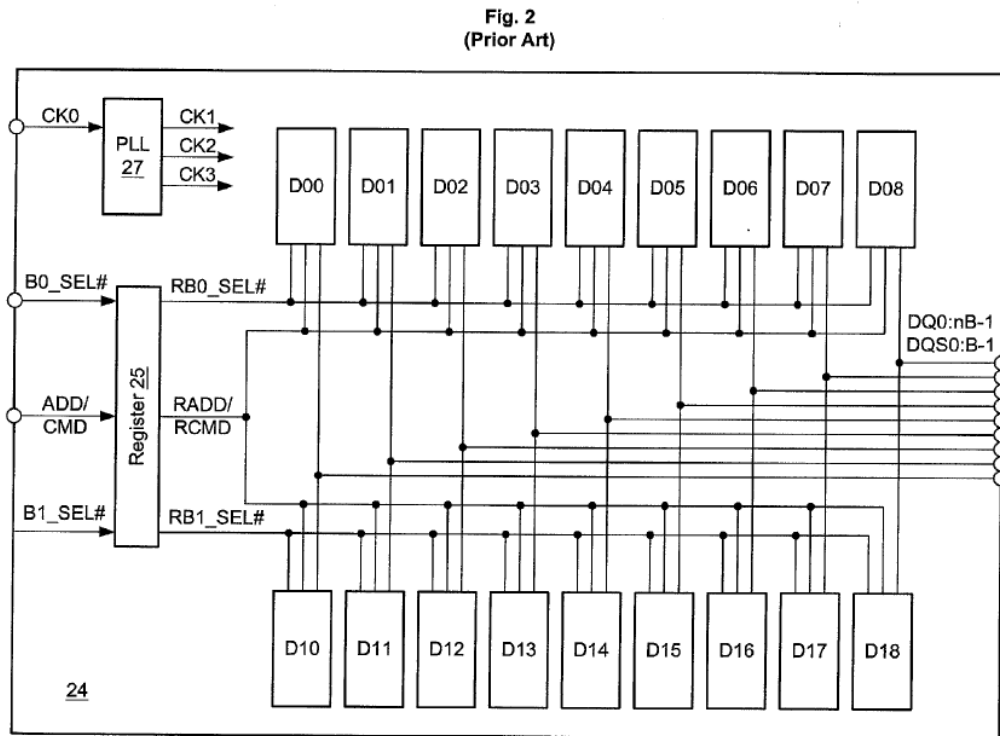 Fig. 2
(Prior Art)
CK0
PLL
27
CK1
CK2
CK3
D00 D01 D02 D03 D04 D05 D06 D07 D08
B0_SEL#
RB0_SEL#
DQ0:nB-1
DQS0:B-1
ADD/
CMD
Register 25
RADD/
RCMD
B1_SEL#
RB1_SEL#
D10 D11 D12 D13 D14 D15 D16 D17 D18
24